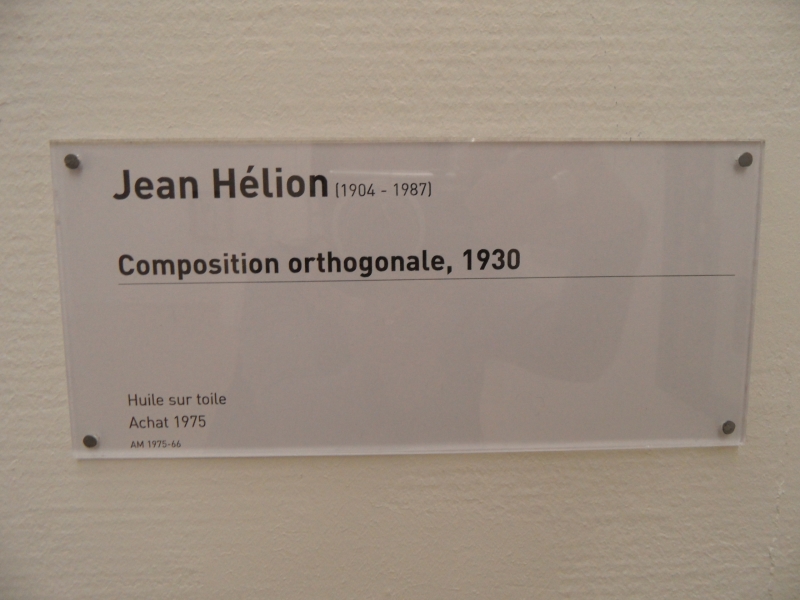 Jean Hélion (1904 - 1987)
Composition orthogonale, 1930
Huile sur toile
Achat 1975
AM 1975-66